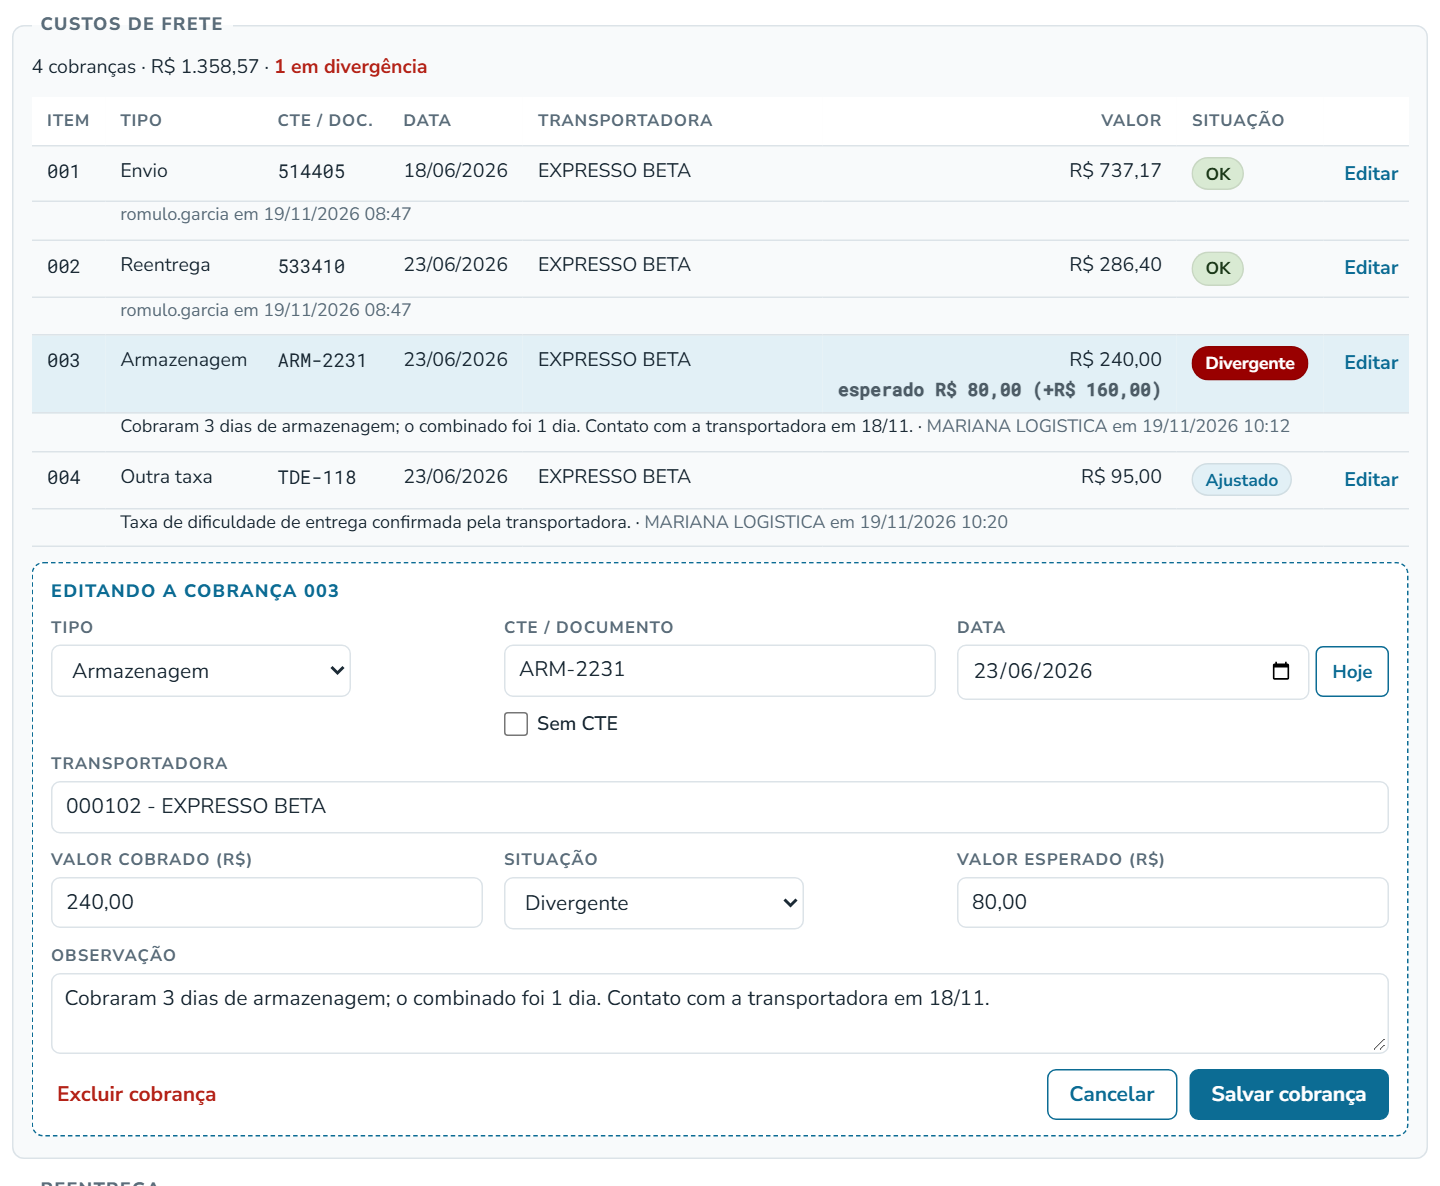 CUSTOS DE FRETE
4 cobranças · R$ 1.358,57 · 1 em divergência
ITEM TIPO CTE / DOC. DATA TRANSPORTADORA VALOR SITUAÇÃO
001 Envio 514405 18/06/2026 EXPRESSO BETA R$ 737,17 OK Editar
romulo.garcia em 19/11/2026 08:47
002 Reentrega 533410 23/06/2026 EXPRESSO BETA R$ 286,40 OK Editar
romulo.garcia em 19/11/2026 08:47
003 Armazenagem ARM-2231 23/06/2026 EXPRESSO BETA R$ 240,00 Divergente Editar
esperado R$ 80,00 (+R$ 160,00)
Cobraram 3 dias de armazenagem; o combinado foi 1 dia. Contato com a transportadora em 18/11. · MARIANA LOGISTICA em 19/11/2026 10:12
004 Outra taxa TDE-118 23/06/2026 EXPRESSO BETA R$ 95,00 Ajustado Editar
Taxa de dificuldade de entrega confirmada pela transportadora. · MARIANA LOGISTICA em 19/11/2026 10:20
EDITANDO A COBRANÇA 003
TIPO CTE / DOCUMENTO DATA
Armazenagem ARM-2231 23/06/2026 Hoje
Sem CTE
TRANSPORTADORA
000102 - EXPRESSO BETA
VALOR COBRADO (R$) SITUAÇÃO VALOR ESPERADO (R$)
240,00 Divergente 80,00
OBSERVAÇÃO
Cobraram 3 dias de armazenagem; o combinado foi 1 dia. Contato com a transportadora em 18/11.
Excluir cobrança Cancelar Salvar cobrança
REENTREGA